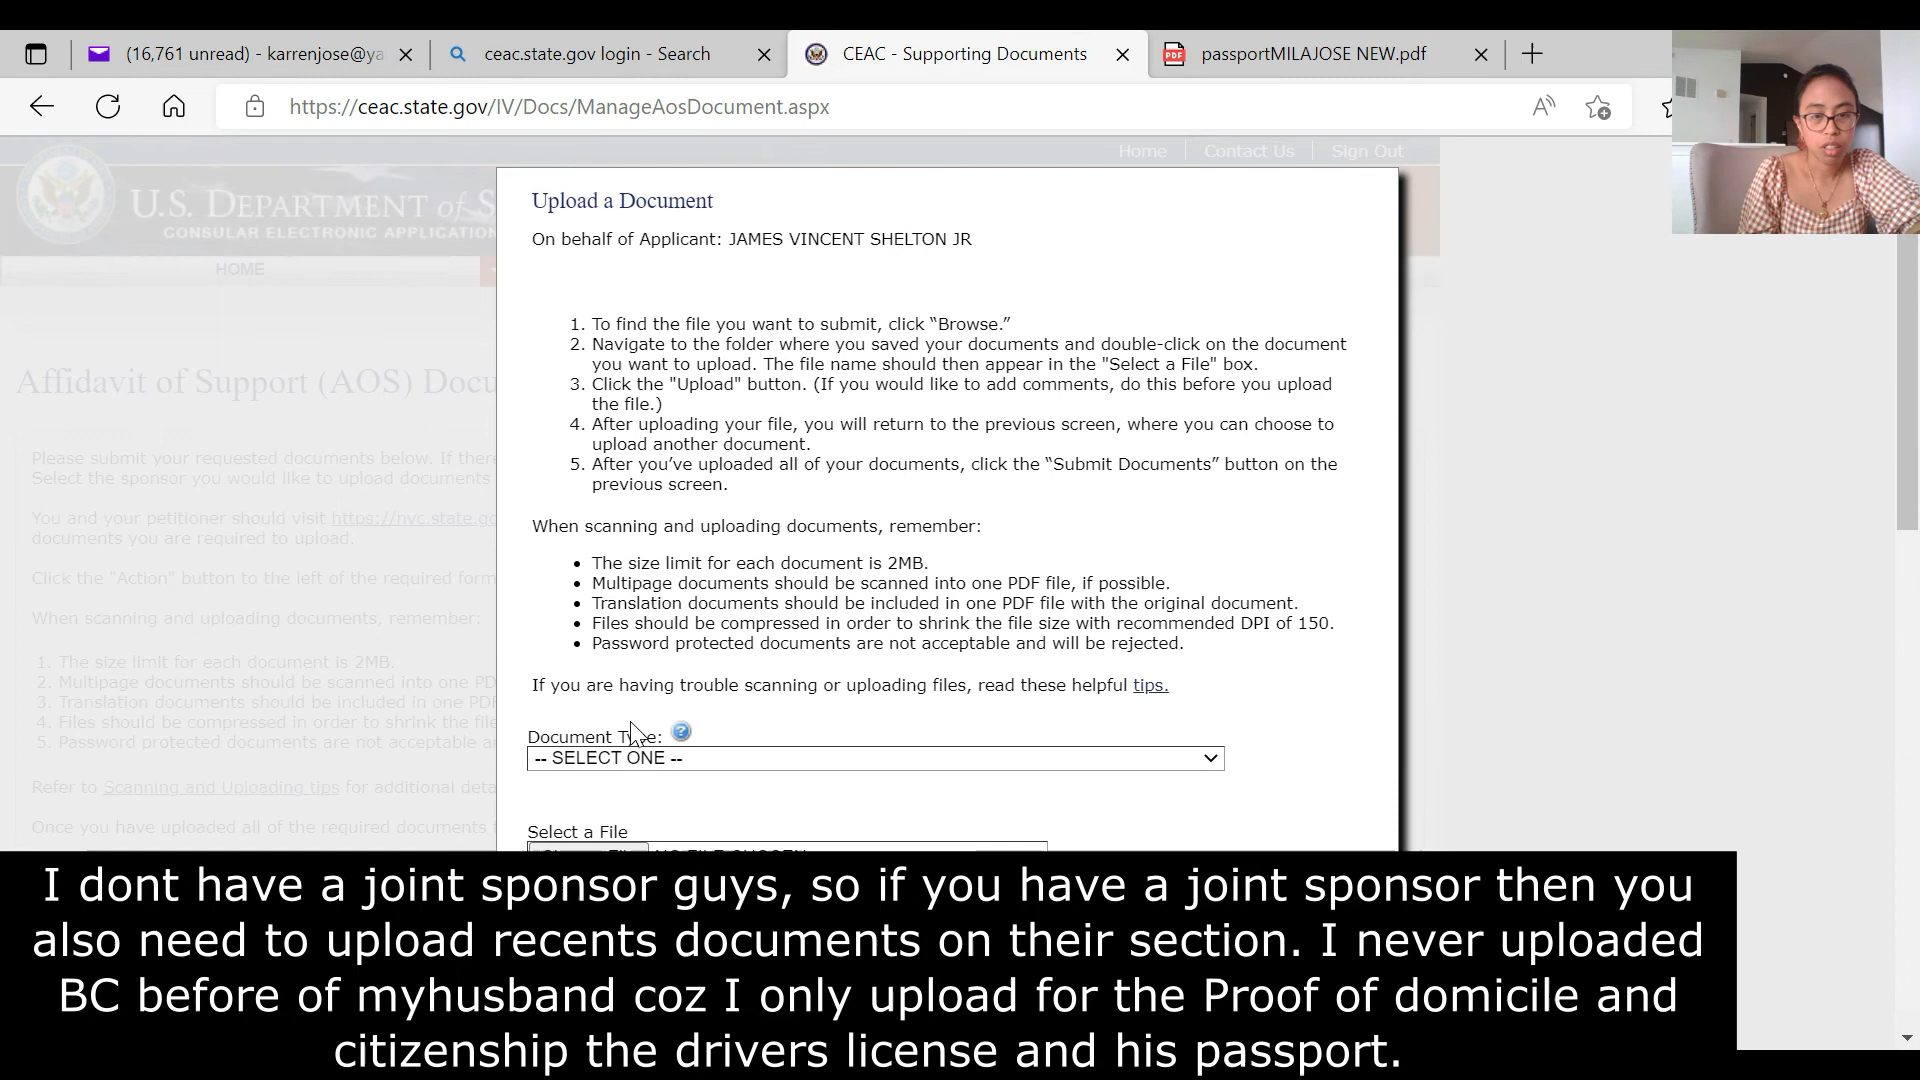 (16,761 unread) - karrenjose@ya
ceac.state.gov login - Search
CEAC - Supporting Documents
PDF
passportMILAJOSE NEW.pdf
https://ceac.state.gov/IV/Docs/ManageAosDocument.aspx
Home
Contact Us
Sign Out
U.S. DEPARTMENT of S
CONSULAR ELECTRONIC APPLICATION
HOME
Affidavit of Support (AOS) Docu
Please submit your requested documents below. If there
Select the sponsor you would like to upload documents
You and your petitioner should visit https://nvc.state.go
documents you are required to upload.
Click the "Action" button to the left of the required form
When scanning and uploading documents, remember:
1. The size limit for each document is 2MB.
2. Multipage documents should be scanned into one PD
3. Translation documents should be included in one PDF
4. Files should be compressed in order to shrink the file
5. Password protected documents are not acceptable a
Refer to Scanning and Uploading tips for additional deta
Once you have uploaded all of the required documents
Upload a Document
On behalf of Applicant: JAMES VINCENT SHELTON JR
1. To find the file you want to submit, click “Browse.”
2. Navigate to the folder where you saved your documents and double-click on the document
you want to upload. The file name should then appear in the "Select a File" box.
3. Click the "Upload" button. (If you would like to add comments, do this before you upload
the file.)
4. After uploading your file, you will return to the previous screen, where you can choose to
upload another document.
5. After you’ve uploaded all of your documents, click the “Submit Documents” button on the
previous screen.
When scanning and uploading documents, remember:
• The size limit for each document is 2MB.
• Multipage documents should be scanned into one PDF file, if possible.
• Translation documents should be included in one PDF file with the original document.
• Files should be compressed in order to shrink the file size with recommended DPI of 150.
• Password protected documents are not acceptable and will be rejected.
If you are having trouble scanning or uploading files, read these helpful tips.
Document Type: ?
-- SELECT ONE --
Select a File
I dont have a joint sponsor guys, so if you have a joint sponsor then you
also need to upload recents documents on their section. I never uploaded
BC before of myhusband coz I only upload for the Proof of domicile and
citizenship the drivers license and his passport.